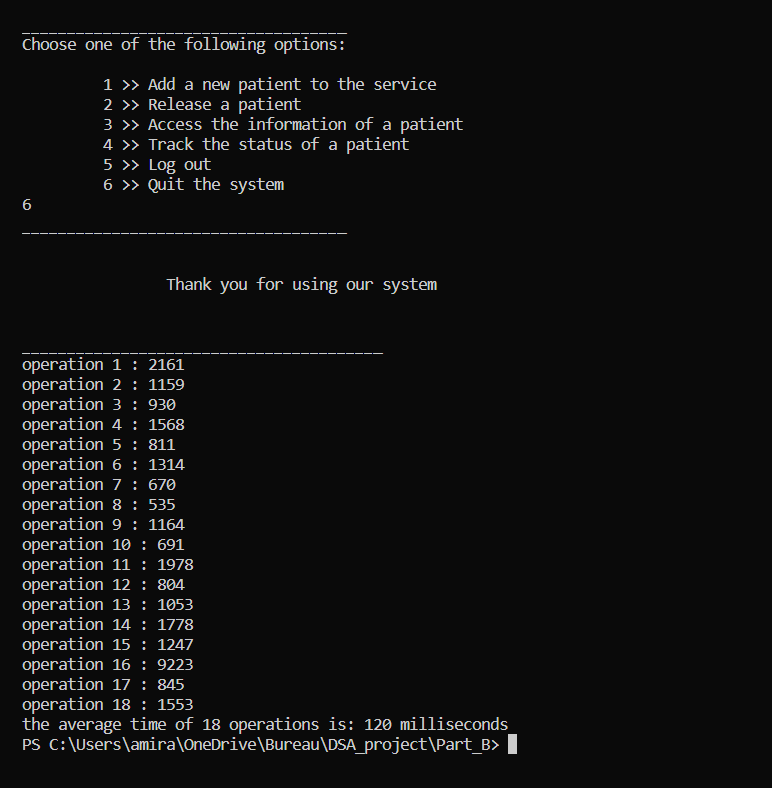 ____________________________________
Choose one of the following options:
1 >> Add a new patient to the service
2 >> Release a patient
3 >> Access the information of a patient
4 >> Track the status of a patient
5 >> Log out
6 >> Quit the system
6
____________________________________
Thank you for using our system
________________________________________
operation 1 : 2161
operation 2 : 1159
operation 3 : 930
operation 4 : 1568
operation 5 : 811
operation 6 : 1314
operation 7 : 670
operation 8 : 535
operation 9 : 1164
operation 10 : 691
operation 11 : 1978
operation 12 : 804
operation 13 : 1053
operation 14 : 1778
operation 15 : 1247
operation 16 : 9223
operation 17 : 845
operation 18 : 1553
the average time of 18 operations is: 120 milliseconds
PS C:\Users\amira\OneDrive\Bureau\DSA_project\Part_B>